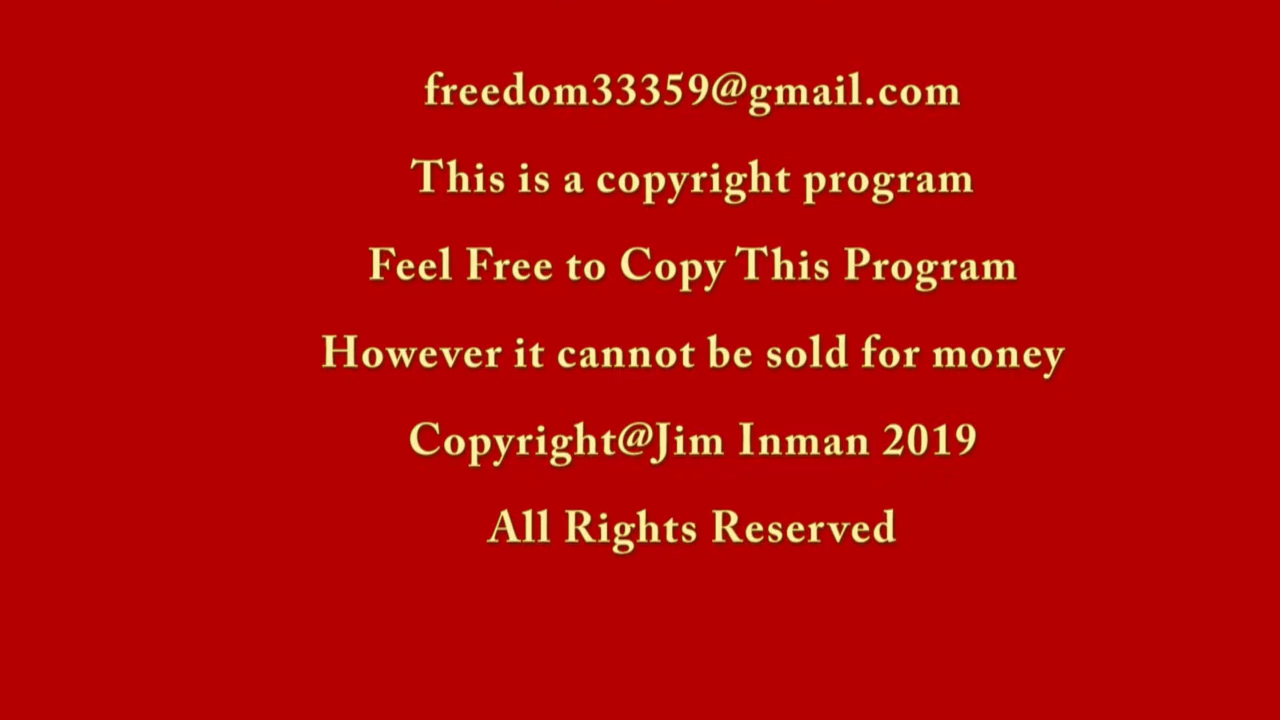 freedom33359@gmail.com
This is a copyright program
Feel Free to Copy This Program
However it cannot be sold for money
Copyright@Jim Inman 2019
All Rights Reserved